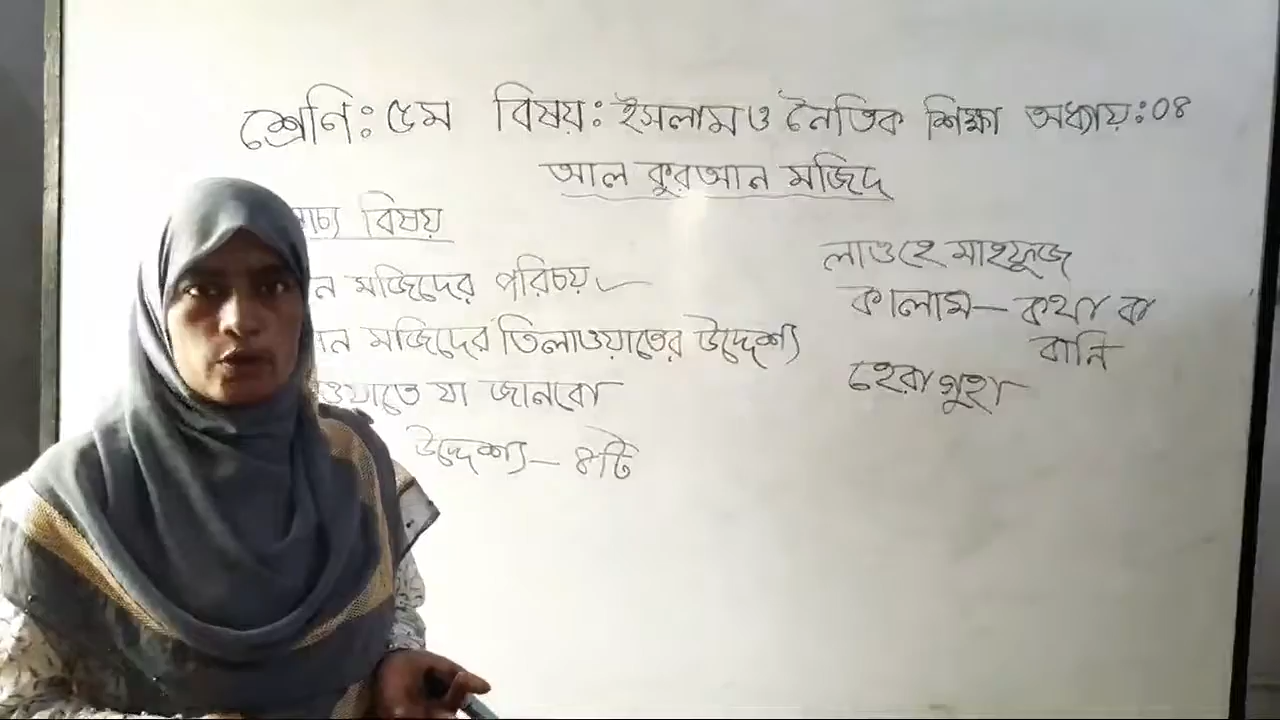 শ্রেণি: ৫ম বিষয়: ইসলাম ও নৈতিক শিক্ষা অধ্যায়: ০৪
আল কুরআন মজিদ
বিষয়
ন মজিদের পরিচয়
ন মজিদের তিলাওয়াতের উদ্দেশ্য
ওয়াতে যা জানবো
উদ্দেশ্য – ৪টি
লাওহে মাহফুজ
কালাম – কথা বা
বানি
হেরা গুহা